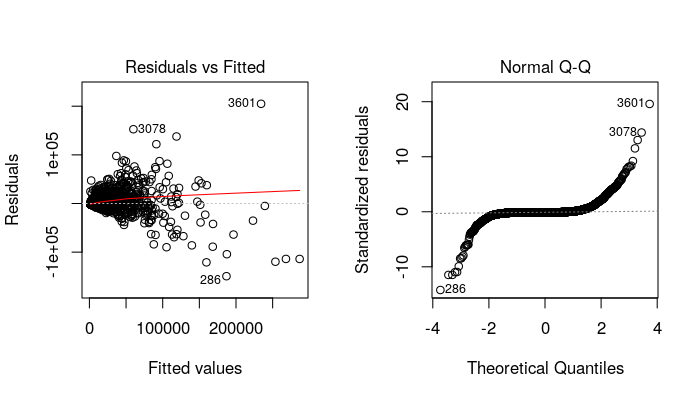 Residuals vs Fitted
Residuals
1e+05
-1e+05
3601
3078
286
0
100000
200000
Fitted values
Normal Q-Q
Standardized residuals
20
10
0
-10
3601
3078
286
-4
-2
0
2
4
Theoretical Quantiles